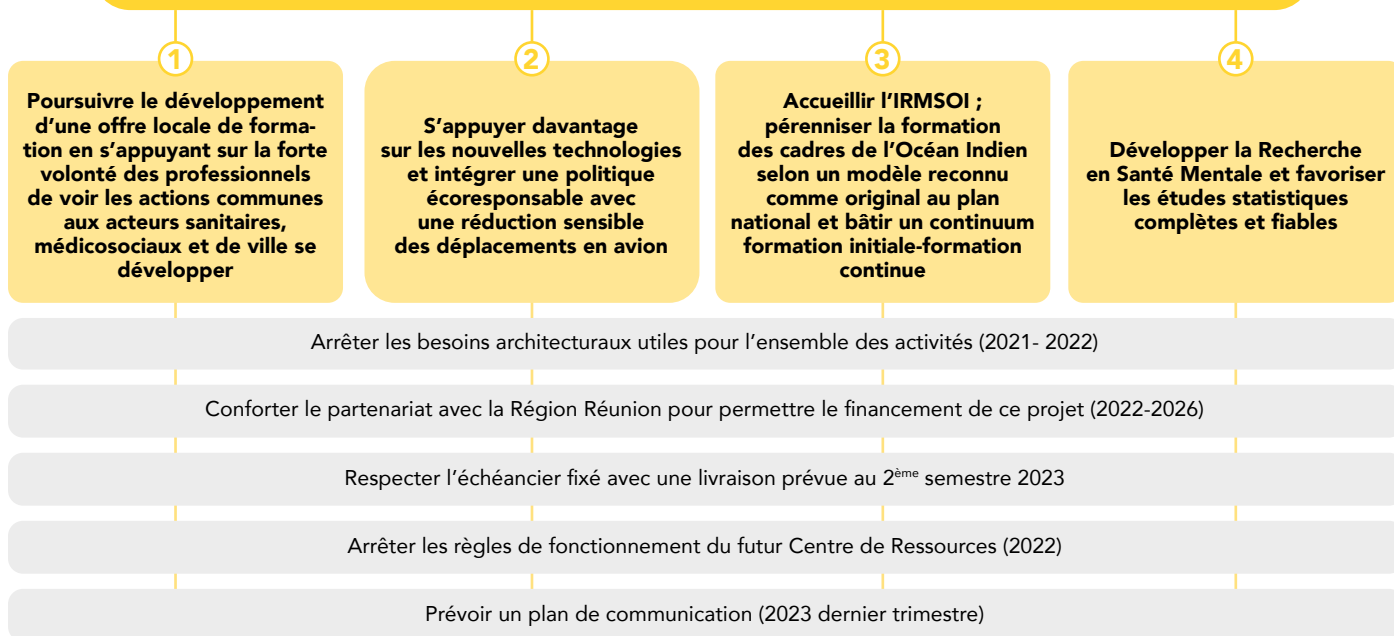 1
Poursuivre le développement
d'une offre locale de forma-
tion en s'appuyant sur la forte
volonté des professionnels
de voir les actions communes
aux acteurs sanitaires,
médicosociaux et de ville se
développer
2
S'appuyer davantage
sur les nouvelles technologies
et intégrer une politique
écoresponsable avec
une réduction sensible
des déplacements en avion
3
Accueillir l'IRMSOI ;
pérenniser la formation
des cadres de l'Océan Indien
selon un modèle reconnu
comme original au plan
national et bâtir un continuum
formation initiale-formation
continue
4
Développer la Recherche
en Santé Mentale et favoriser
les études statistiques
complètes et fiables
Arrêter les besoins architecturaux utiles pour l'ensemble des activités (2021- 2022)
Conforter le partenariat avec la Région Réunion pour permettre le financement de ce projet (2022-2026)
Respecter l'échéancier fixé avec une livraison prévue au 2ème semestre 2023
Arrêter les règles de fonctionnement du futur Centre de Ressources (2022)
Prévoir un plan de communication (2023 dernier trimestre)